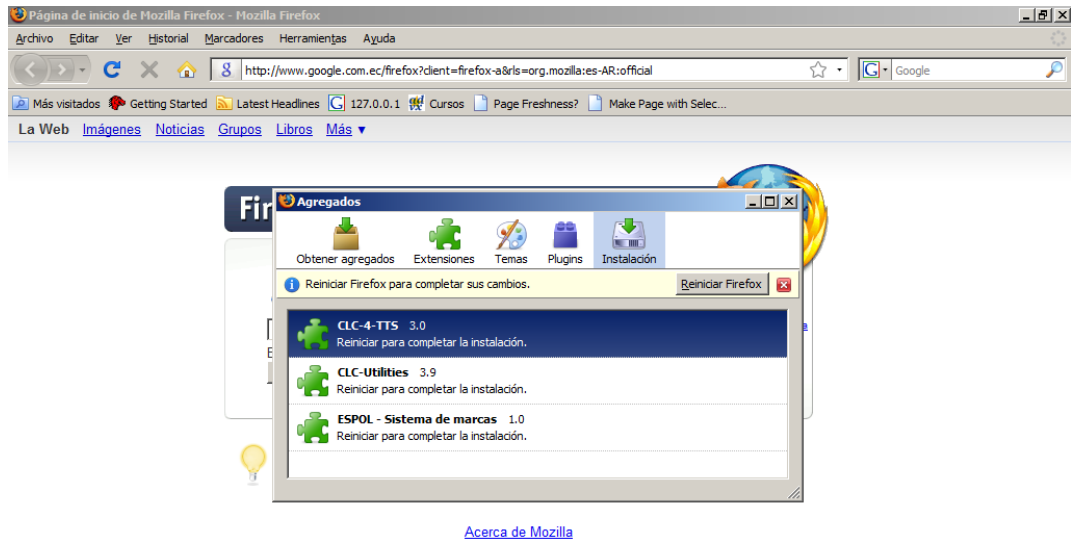 Página de inicio de Mozilla Firefox - Mozilla Firefox
Archivo Editar Ver Historial Marcadores Herramientas Ayuda
http://www.google.com.ec/firefox?client=firefox-a&rls=org.mozilla:es-AR:official Google
Más visitados Getting Started Latest Headlines 127.0.0.1 Cursos Page Freshness? Make Page with Selec...
La Web Imágenes Noticias Grupos Libros Más ▼
Fir
Agregados
Obtener agregados Extensiones Temas Plugins Instalación
Reiniciar Firefox para completar sus cambios. Reiniciar Firefox
CLC-4-TTS 3.0
Reiniciar para completar la instalación.
CLC-Utilities 3.9
Reiniciar para completar la instalación.
ESPOL - Sistema de marcas 1.0
Reiniciar para completar la instalación.
Acerca de Mozilla